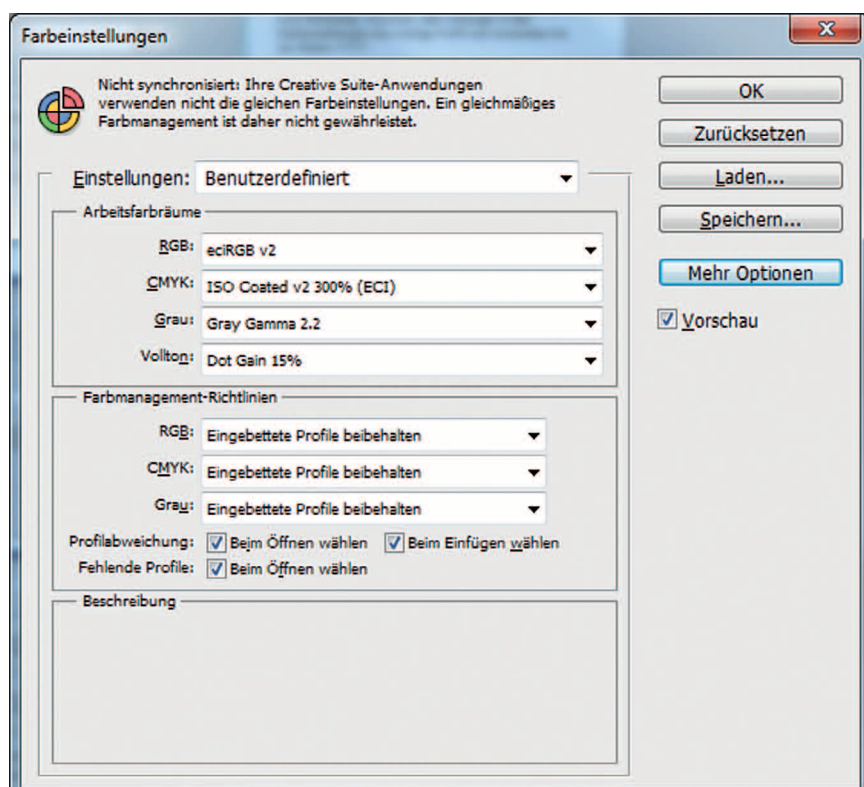 Farbeinstellungen
Nicht synchronisiert: Ihre Creative Suite-Anwendungen
verwenden nicht die gleichen Farbeinstellungen. Ein gleichmäßiges
Farbmanagement ist daher nicht gewährleistet.
OK
Zurücksetzen
Laden...
Speichern...
Mehr Optionen
Vorschau
Einstellungen: Benutzerdefiniert
Arbeitsfarbräume
RGB: eciRGB v2
CMYK: ISO Coated v2 300% (ECI)
Grau: Gray Gamma 2.2
Vollton: Dot Gain 15%
Farbmanagement-Richtlinien
RGB: Eingebettete Profile beibehalten
CMYK: Eingebettete Profile beibehalten
Grau: Eingebettete Profile beibehalten
Profilabweichung: Beim Öffnen wählen Beim Einfügen wählen
Fehlende Profile: Beim Öffnen wählen
Beschreibung